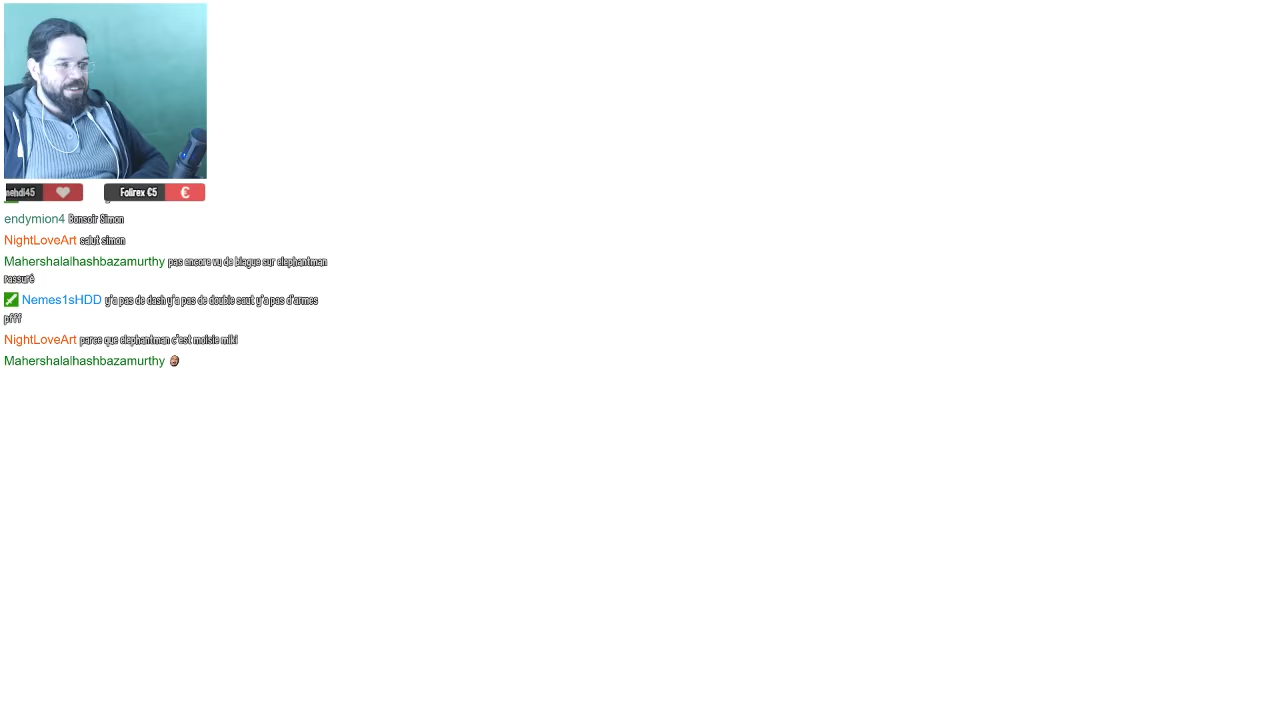 mehdi45
Folirex €5 €
endymion4 Bonsoir Simon
NightLoveArt salut simon
Mahershalalhashbazamurthy pas encore vu de blague sur elephantman
rassuré
Nemes1sHDD y'a pas de dash y'a pas de double saut y'a pas d'armes
pfff
NightLoveArt parce que elephantman c'est moisie miki
Mahershalalhashbazamurthy